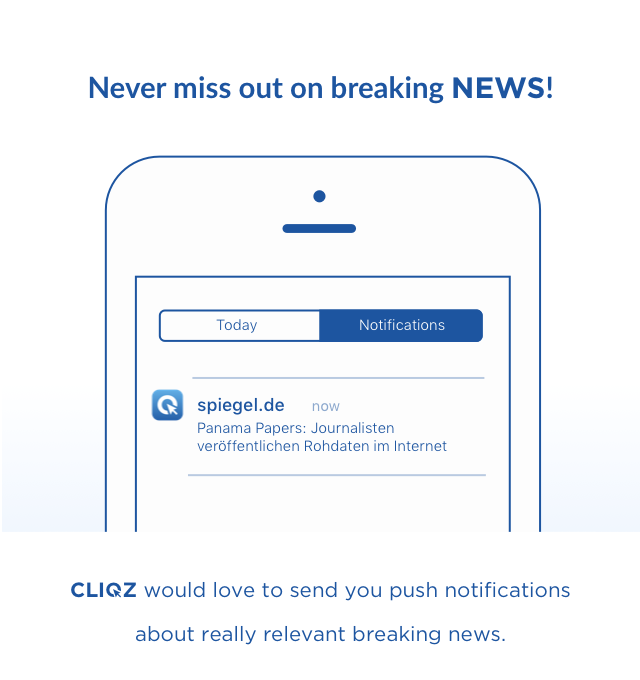 Never miss out on breaking NEWS!
Today Notifications
spiegel.de now
Panama Papers: Journalisten
veröffentlichen Rohdaten im Internet
CLIQZ would love to send you push notifications
about really relevant breaking news.